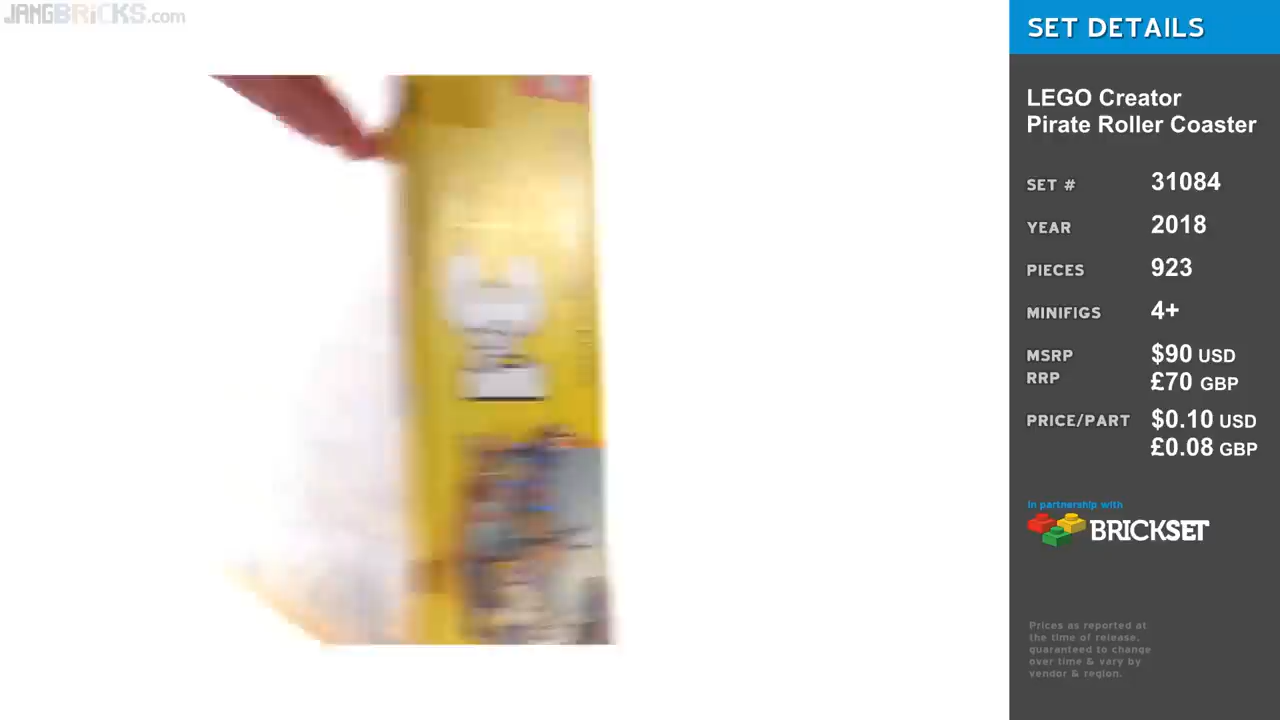 JANGBRiCKS.com
SET DETAILS
LEGO Creator
Pirate Roller Coaster
SET # 31084
YEAR 2018
PIECES 923
MINIFIGS 4+
MSRP $90 USD
RRP £70 GBP
PRICE/PART $0.10 USD
£0.08 GBP
In partnership with
BRICKSET
Prices as reported at
the time of release,
guaranteed to change
over time & vary by
vendor & region.